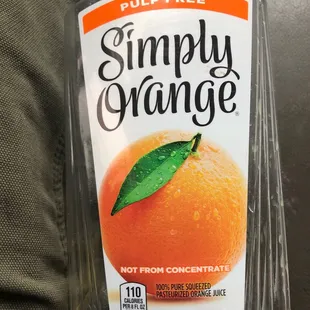 PULP FREE
Simply
Orange®
NOT FROM CONCENTRATE
110
CALORIES
PER 8 FL OZ
100% PURE SQUEEZED
PASTEURIZED ORANGE JUICE